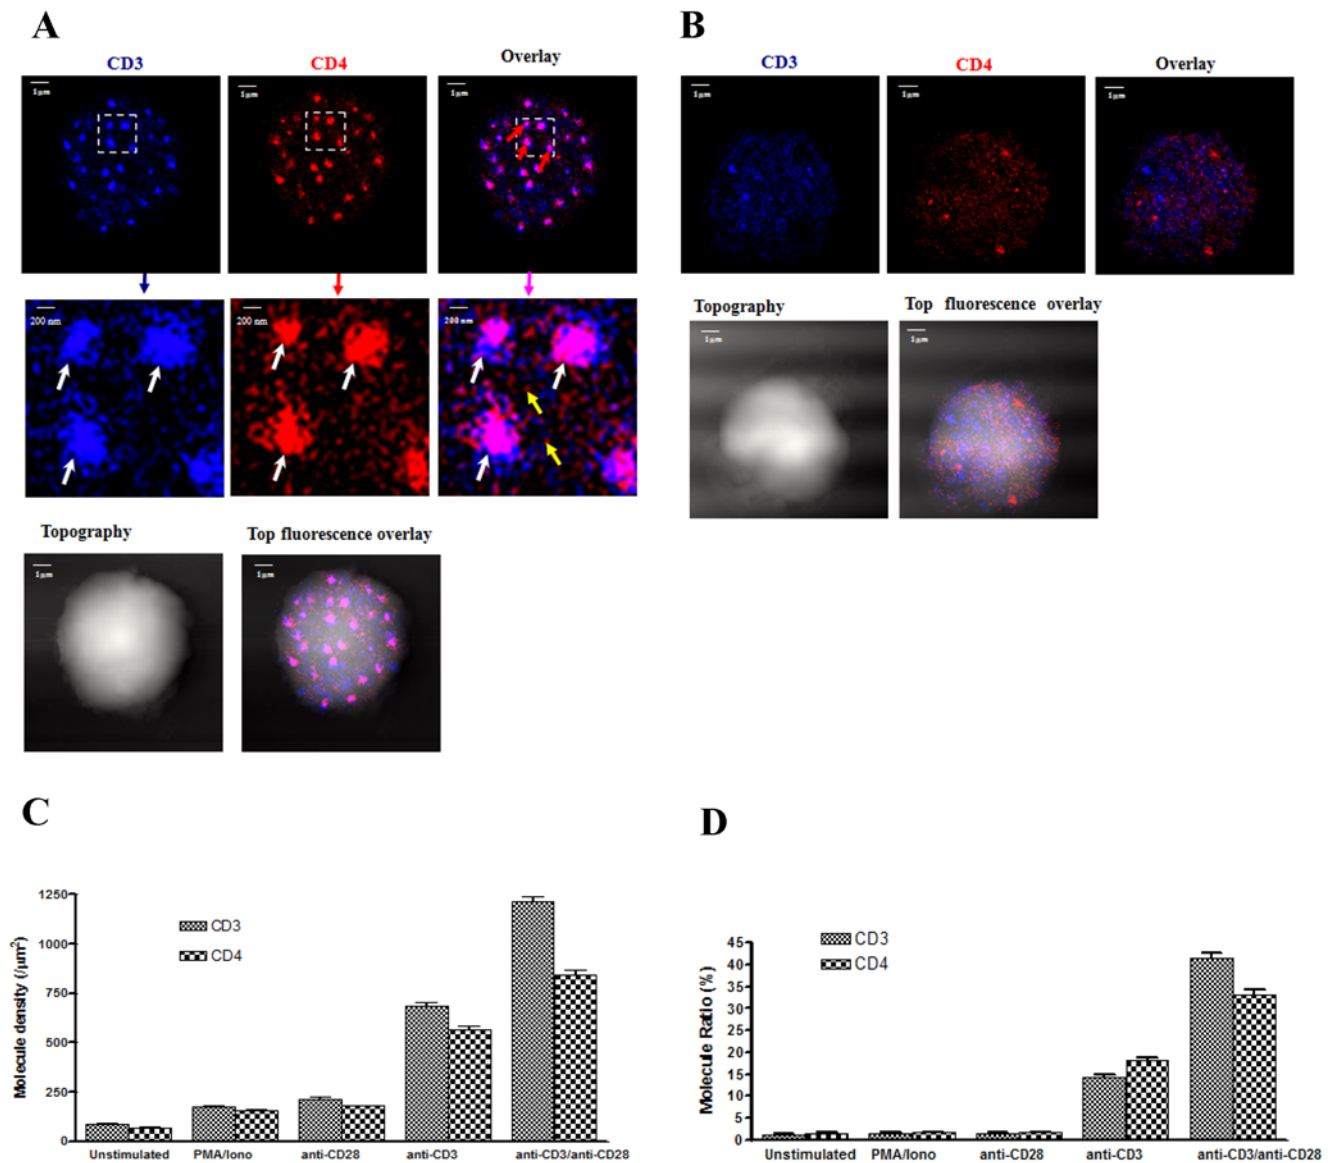 A
B
CD3 CD4 Overlay
1μm 1μm 1μm
CD3 CD4 Overlay
1μm 1μm 1μm
200 nm 200 nm 200 nm
Topography Top fluorescence overlay
1μm 1μm
Topography Top fluorescence overlay
1μm 1μm
C
Molecule density (/μm²)
1250
1000
750
500
250
0
CD3
CD4
Unstimulated PMA/Iono anti-CD28 anti-CD3 anti-CD3/anti-CD28
D
Molecule Ratio (%)
45
40
35
30
25
20
15
10
5
0
CD3
CD4
Unstimulated PMA/Iono anti-CD28 anti-CD3 anti-CD3/anti-CD28